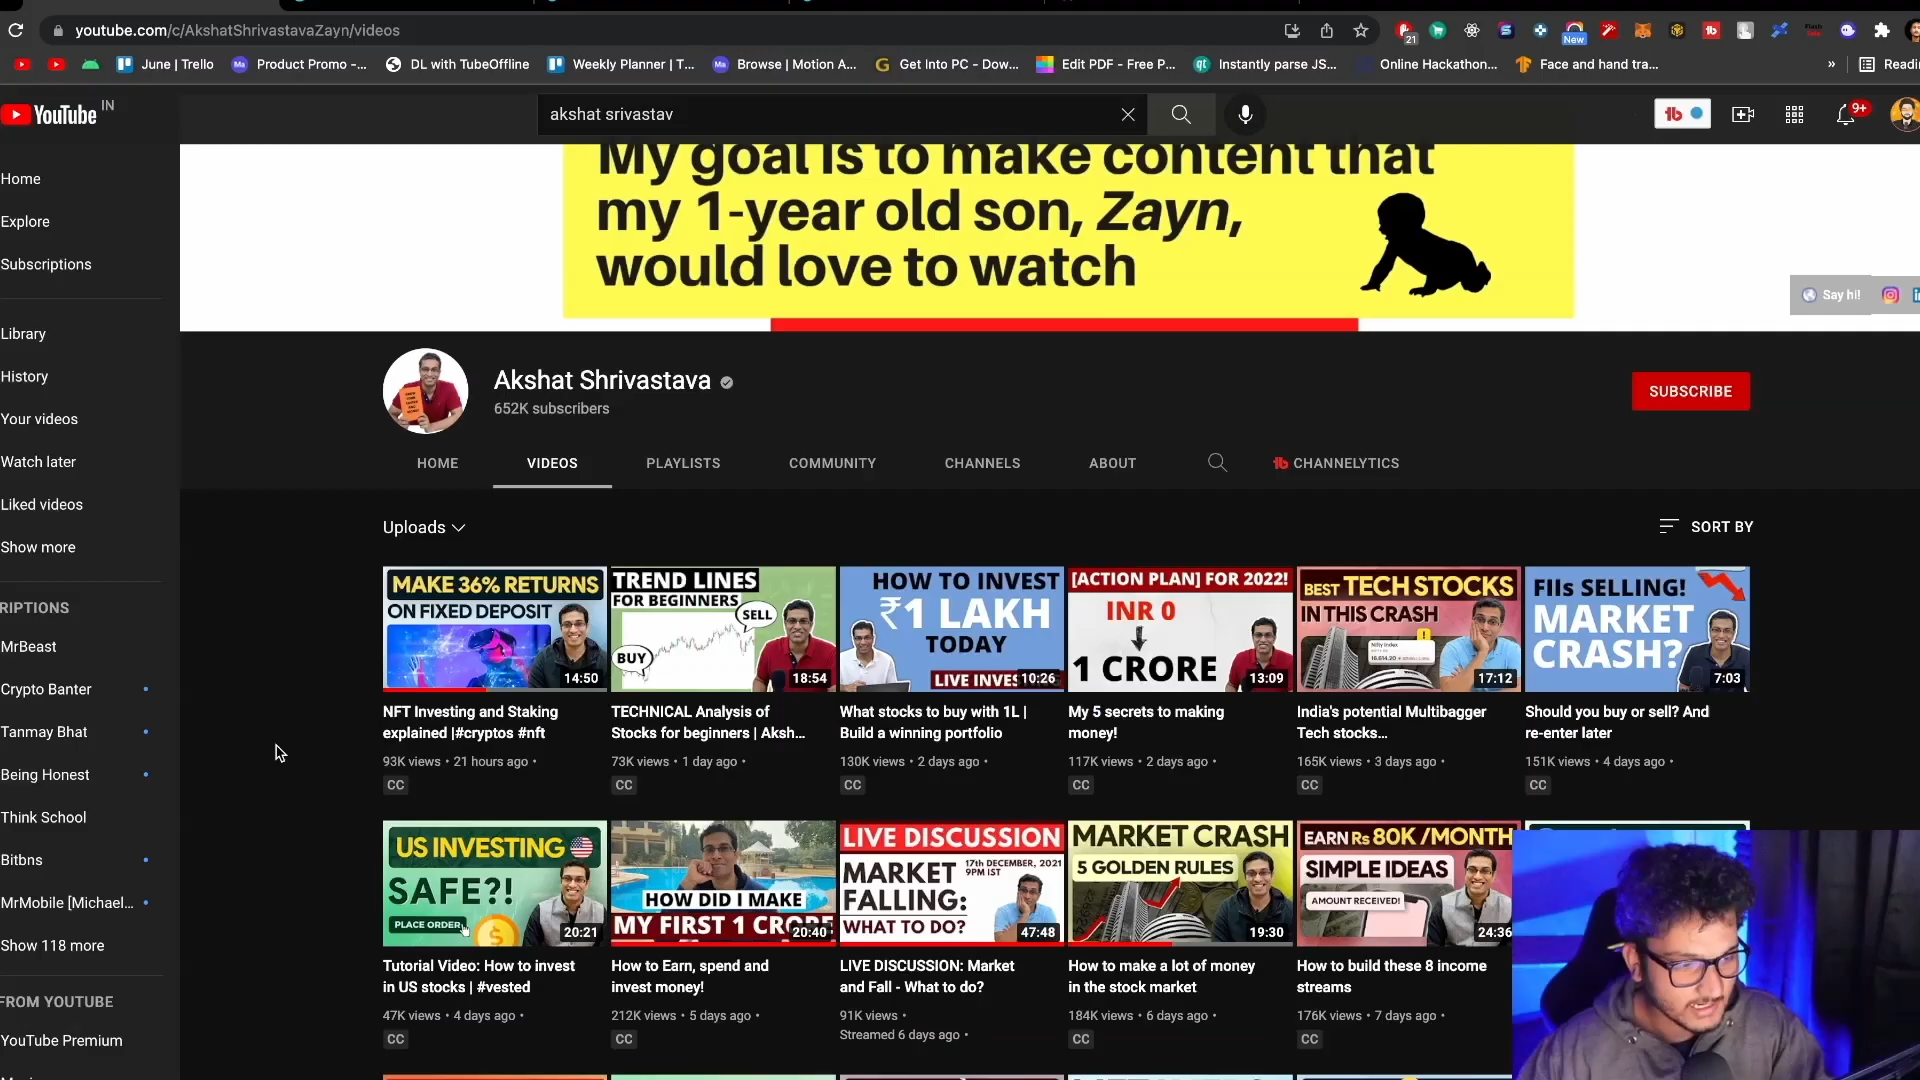 youtube.com/c/AkshatShrivastavaZayn/videos
21
New
June | Trello
Product Promo -...
DL with TubeOffline
Weekly Planner | T...
Browse | Motion A...
Get Into PC - Dow...
Edit PDF - Free P...
Instantly parse JS...
Online Hackathon...
Face and hand tra...
»
Readi
YouTube IN
akshat srivastav
9+
Home
Explore
Subscriptions
Library
History
Your videos
Watch later
Liked videos
Show more
RIPTIONS
MrBeast
Crypto Banter
Tanmay Bhat
Being Honest
Think School
Bitbns
MrMobile [Michael...
Show 118 more
FROM YOUTUBE
YouTube Premium
My goal is to make content that
my 1-year old son, Zayn,
would love to watch
Say hi!
Akshat Shrivastava
652K subscribers
SUBSCRIBE
HOME
VIDEOS
PLAYLISTS
COMMUNITY
CHANNELS
ABOUT
CHANNELYTICS
Uploads
SORT BY
MAKE 36% RETURNS
ON FIXED DEPOSIT
14:50
NFT Investing and Staking
explained |#cryptos #nft
93K views • 21 hours ago •
CC
TREND LINES
FOR BEGINNERS
SELL
BUY
18:54
TECHNICAL Analysis of
Stocks for beginners | Aksh...
73K views • 1 day ago •
CC
HOW TO INVEST
₹1 LAKH
TODAY
LIVE INVES
10:26
What stocks to buy with 1L |
Build a winning portfolio
130K views • 2 days ago •
CC
[ACTION PLAN] FOR 2022!
INR 0
1 CRORE
13:09
My 5 secrets to making
money!
117K views • 2 days ago •
CC
BEST TECH STOCKS
IN THIS CRASH
Nifty Index
16,614.20
17:12
India's potential Multibagger
Tech stocks...
165K views • 3 days ago •
CC
FIIs SELLING!
MARKET
CRASH?
7:03
Should you buy or sell? And
re-enter later
151K views • 4 days ago •
CC
US INVESTING
SAFE?!
PLACE ORDER
20:21
Tutorial Video: How to invest
in US stocks | #vested
47K views • 4 days ago •
CC
HOW DID I MAKE
MY FIRST 1 CRORE
20:40
How to Earn, spend and
invest money!
212K views • 5 days ago •
CC
LIVE DISCUSSION
MARKET
FALLING:
WHAT TO DO?
17th DECEMBER, 2021
9PM IST
47:48
LIVE DISCUSSION: Market
and Fall - What to do?
91K views •
Streamed 6 days ago •
MARKET CRASH
5 GOLDEN RULES
19:30
How to make a lot of money
in the stock market
184K views • 6 days ago •
CC
EARN Rs 80K /MONTH
SIMPLE IDEAS
AMOUNT RECEIVED!
24:36
How to build these 8 income
streams
176K views • 7 days ago •
CC